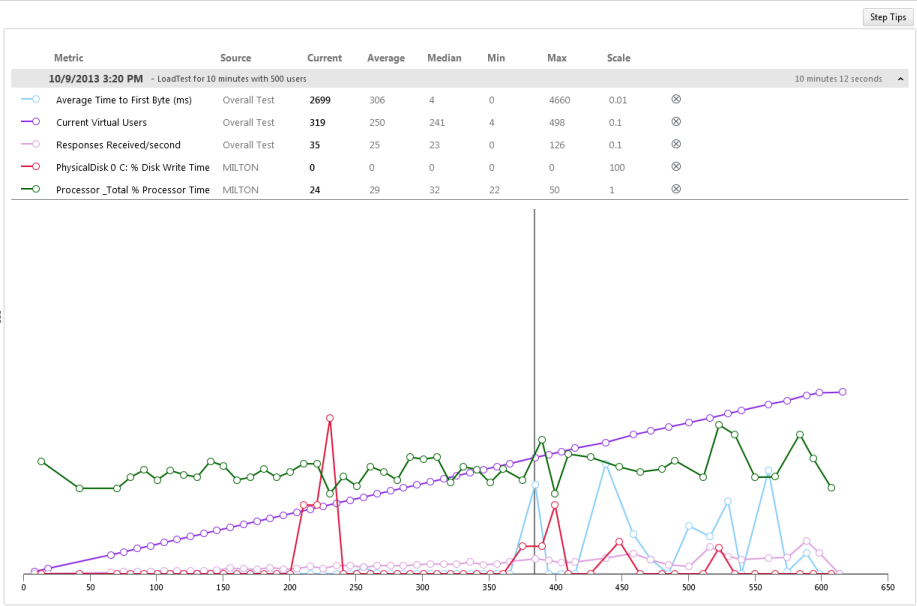 Step Tips
Metric Source Current Average Median Min Max Scale
10/9/2013 3:20 PM - LoadTest for 10 minutes with 500 users 10 minutes 12 seconds
Average Time to First Byte (ms) Overall Test 2699 306 4 0 4660 0.01
Current Virtual Users Overall Test 319 250 241 4 498 0.1
Responses Received/second Overall Test 35 25 23 0 126 0.1
PhysicalDisk 0 C: % Disk Write Time MILTON 0 0 0 0 0 100
Processor _Total % Processor Time MILTON 24 29 32 22 50 1
0 50 100 150 200 250 300 350 400 450 500 550 600 650